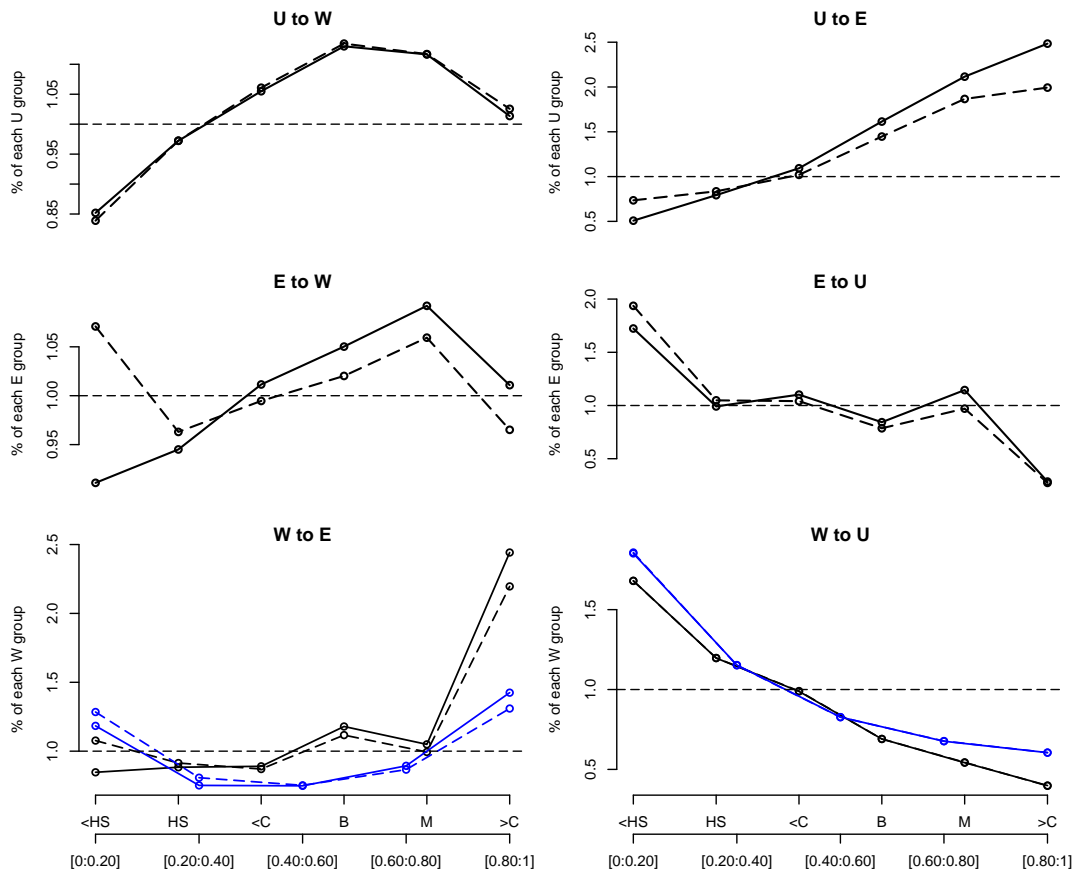 U to W
% of each U group
0.85
0.95
1.05
U to E
% of each U group
0.5
1.0
1.5
2.0
2.5
E to W
% of each E group
0.95
1.00
1.05
E to U
% of each E group
0.5
1.0
1.5
2.0
W to E
% of each W group
1.0
1.5
2.0
2.5
<HS HS <C B M >C
[0:0.20] [0.20:0.40] [0.40:0.60] [0.60:0.80] [0.80:1]
W to U
% of each W group
0.5
1.0
1.5
<HS HS <C B M >C
[0:0.20] [0.20:0.40] [0.40:0.60] [0.60:0.80] [0.80:1]